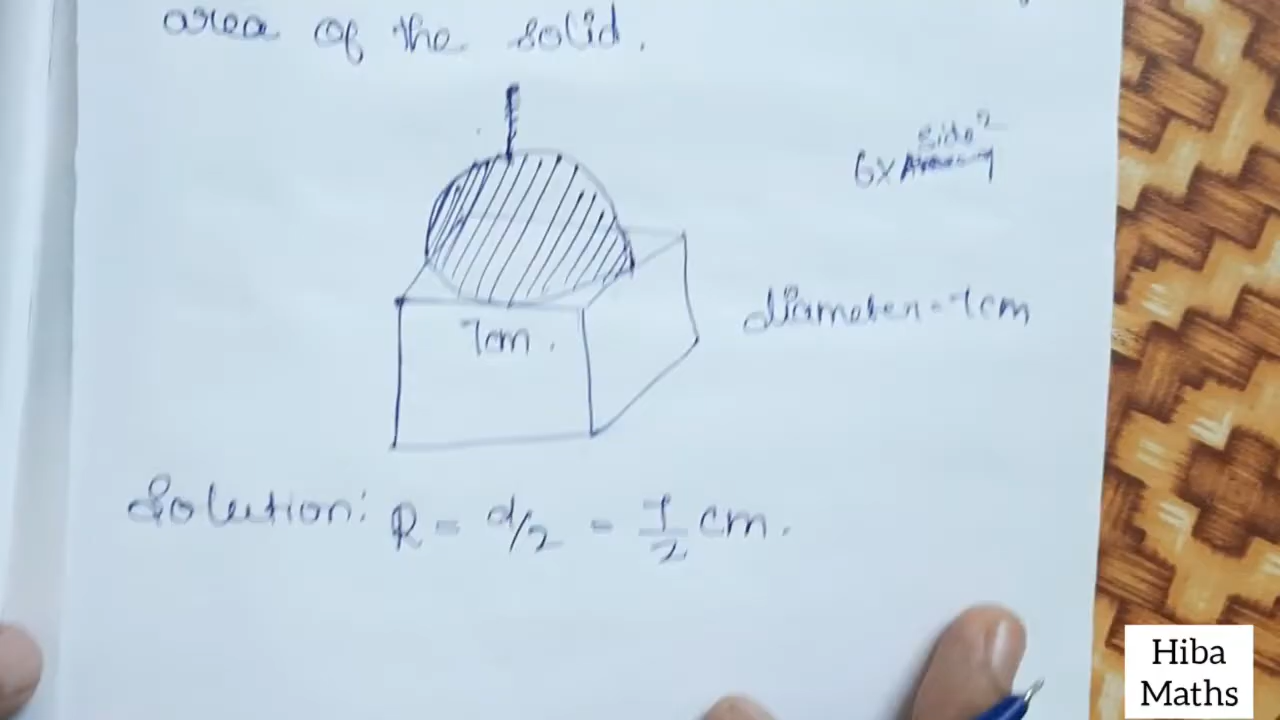 area of the solid.
side²
6×
7cm.
diameter = 7cm
Solution: R = d/2 = 7/2 cm.
Hiba
Maths